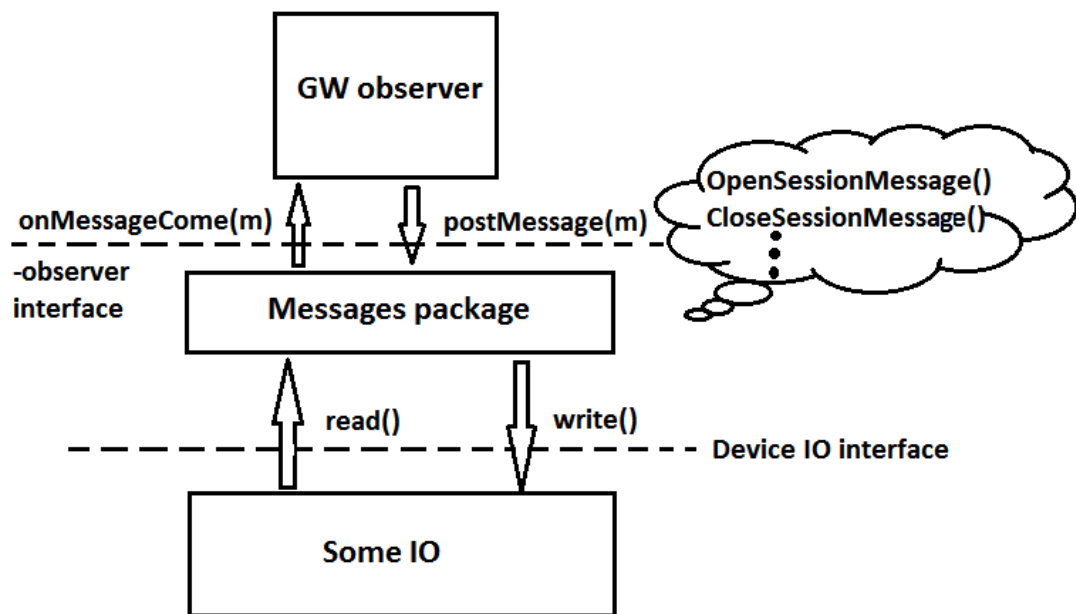 GW observer
OpenSessionMessage()
CloseSessionMessage()
onMessageCome(m)
postMessage(m)
-observer
interface
Messages package
read()
write()
Device IO interface
Some IO